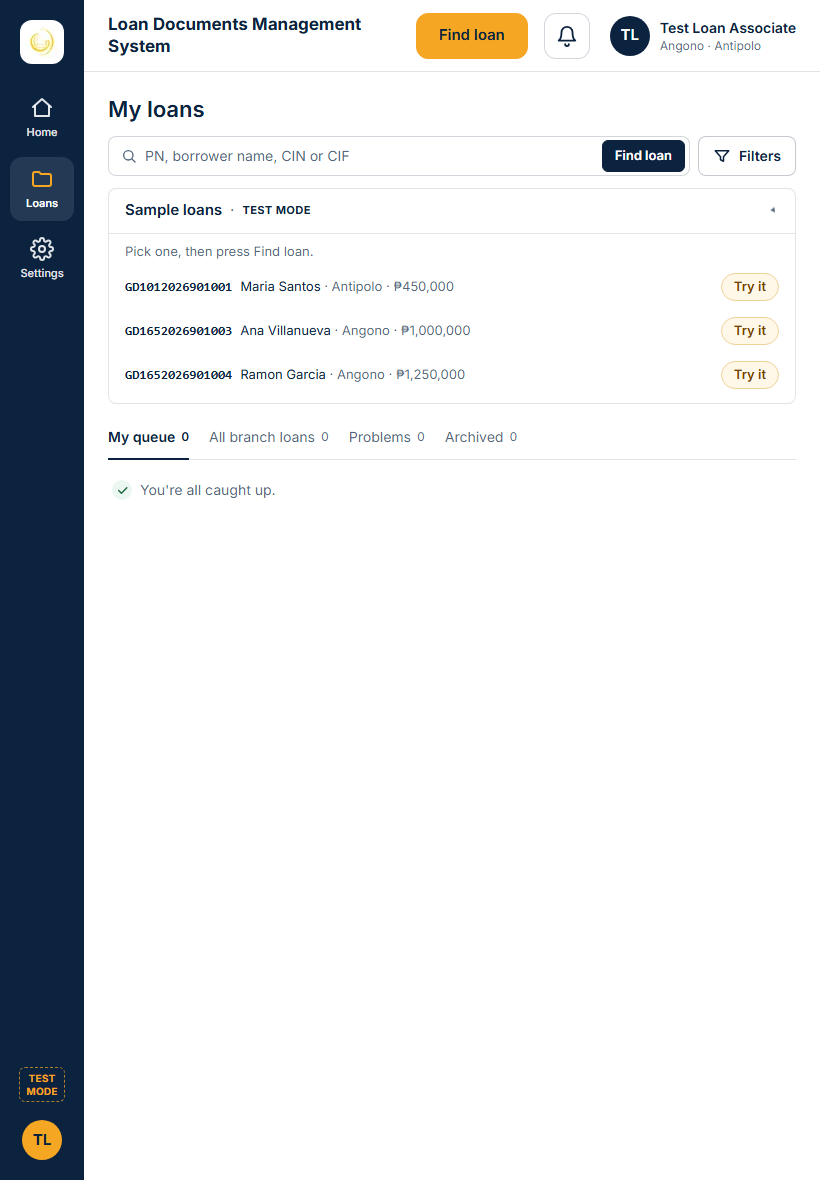 Loan Documents Management
System
Find loan
TL
Test Loan Associate
Angono · Antipolo
Home
Loans
Settings
My loans
PN, borrower name, CIN or CIF
Find loan
Filters
Sample loans · TEST MODE
Pick one, then press Find loan.
GD1012026901001 Maria Santos · Antipolo · ₱450,000
Try it
GD1652026901003 Ana Villanueva · Angono · ₱1,000,000
Try it
GD1652026901004 Ramon Garcia · Angono · ₱1,250,000
Try it
My queue 0 All branch loans 0 Problems 0 Archived 0
You're all caught up.
TEST
MODE
TL